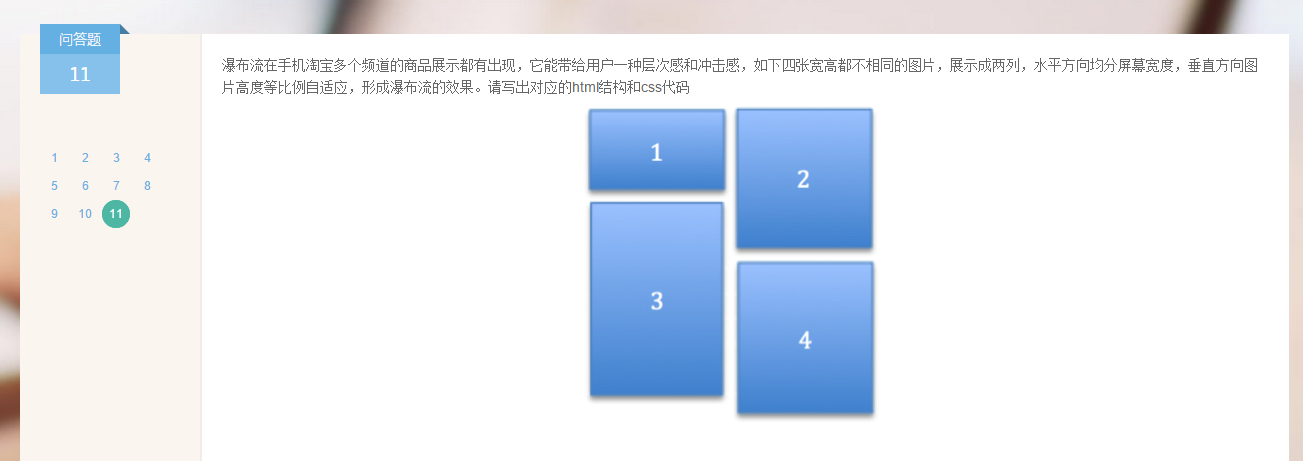 问答题
11
1 2 3 4
5 6 7 8
9 10 11
瀑布流在手机淘宝多个频道的商品展示都有出现，它能带给用户一种层次感和冲击感，如下四张宽高都不相同的图片，展示成两列，水平方向均分屏幕宽度，垂直方向图
片高度等比例自适应，形成瀑布流的效果。请写出对应的html结构和css代码
1
2
3
4